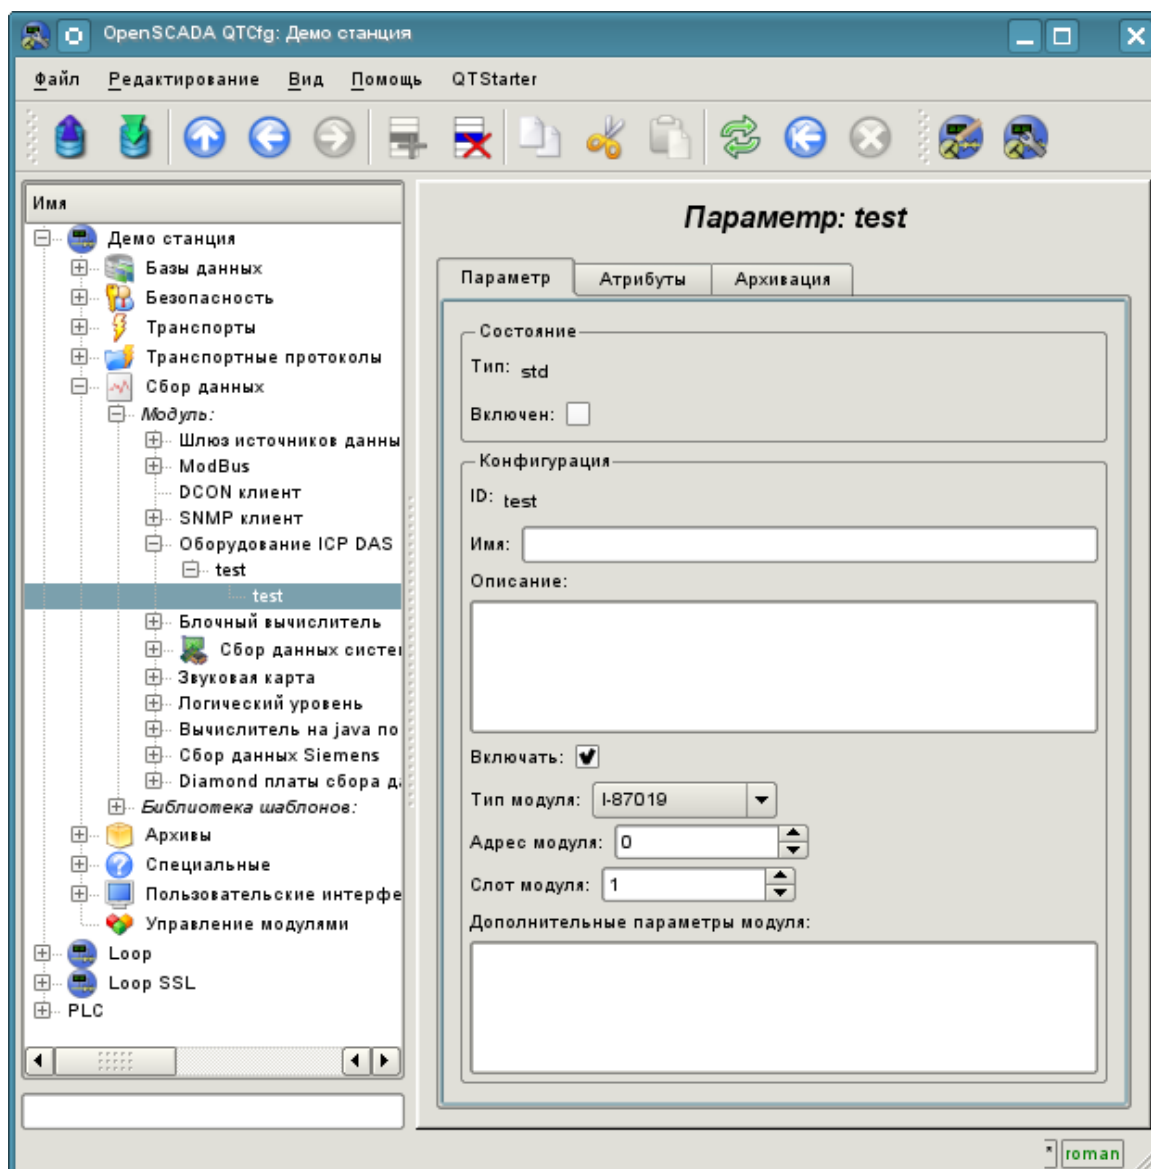 OpenSCADA QTCfg: Демо станция
Файл Редактирование Вид Помощь QTStarter
Имя
Демо станция
Базы данных
Безопасность
Транспорты
Транспортные протоколы
Сбор данных
Модуль:
Шлюз источников данны
ModBus
DCON клиент
SNMP клиент
Оборудование ICP DAS
test
test
Блочный вычислитель
Сбор данных систе
Звуковая карта
Логический уровень
Вычислитель на java по
Сбор данных Siemens
Diamond платы сбора д
Библиотека шаблонов:
Архивы
Специальные
Пользовательские интерфе
Управление модулями
Loop
Loop SSL
PLC
Параметр: test
Параметр Атрибуты Архивация
Состояние
Тип: std
Включен:
Конфигурация
ID: test
Имя:
Описание:
Включать:
Тип модуля: I-87019
Адрес модуля: 0
Слот модуля: 1
Дополнительные параметры модуля:
* roman